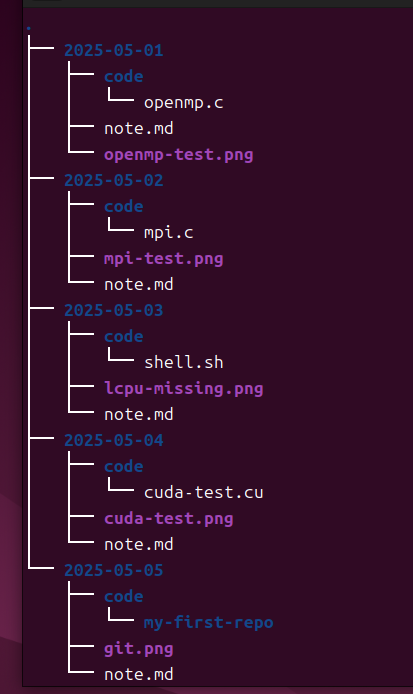 .
2025-05-01
code
openmp.c
note.md
openmp-test.png
2025-05-02
code
mpi.c
mpi-test.png
note.md
2025-05-03
code
shell.sh
lcpu-missing.png
note.md
2025-05-04
code
cuda-test.cu
cuda-test.png
note.md
2025-05-05
code
my-first-repo
git.png
note.md